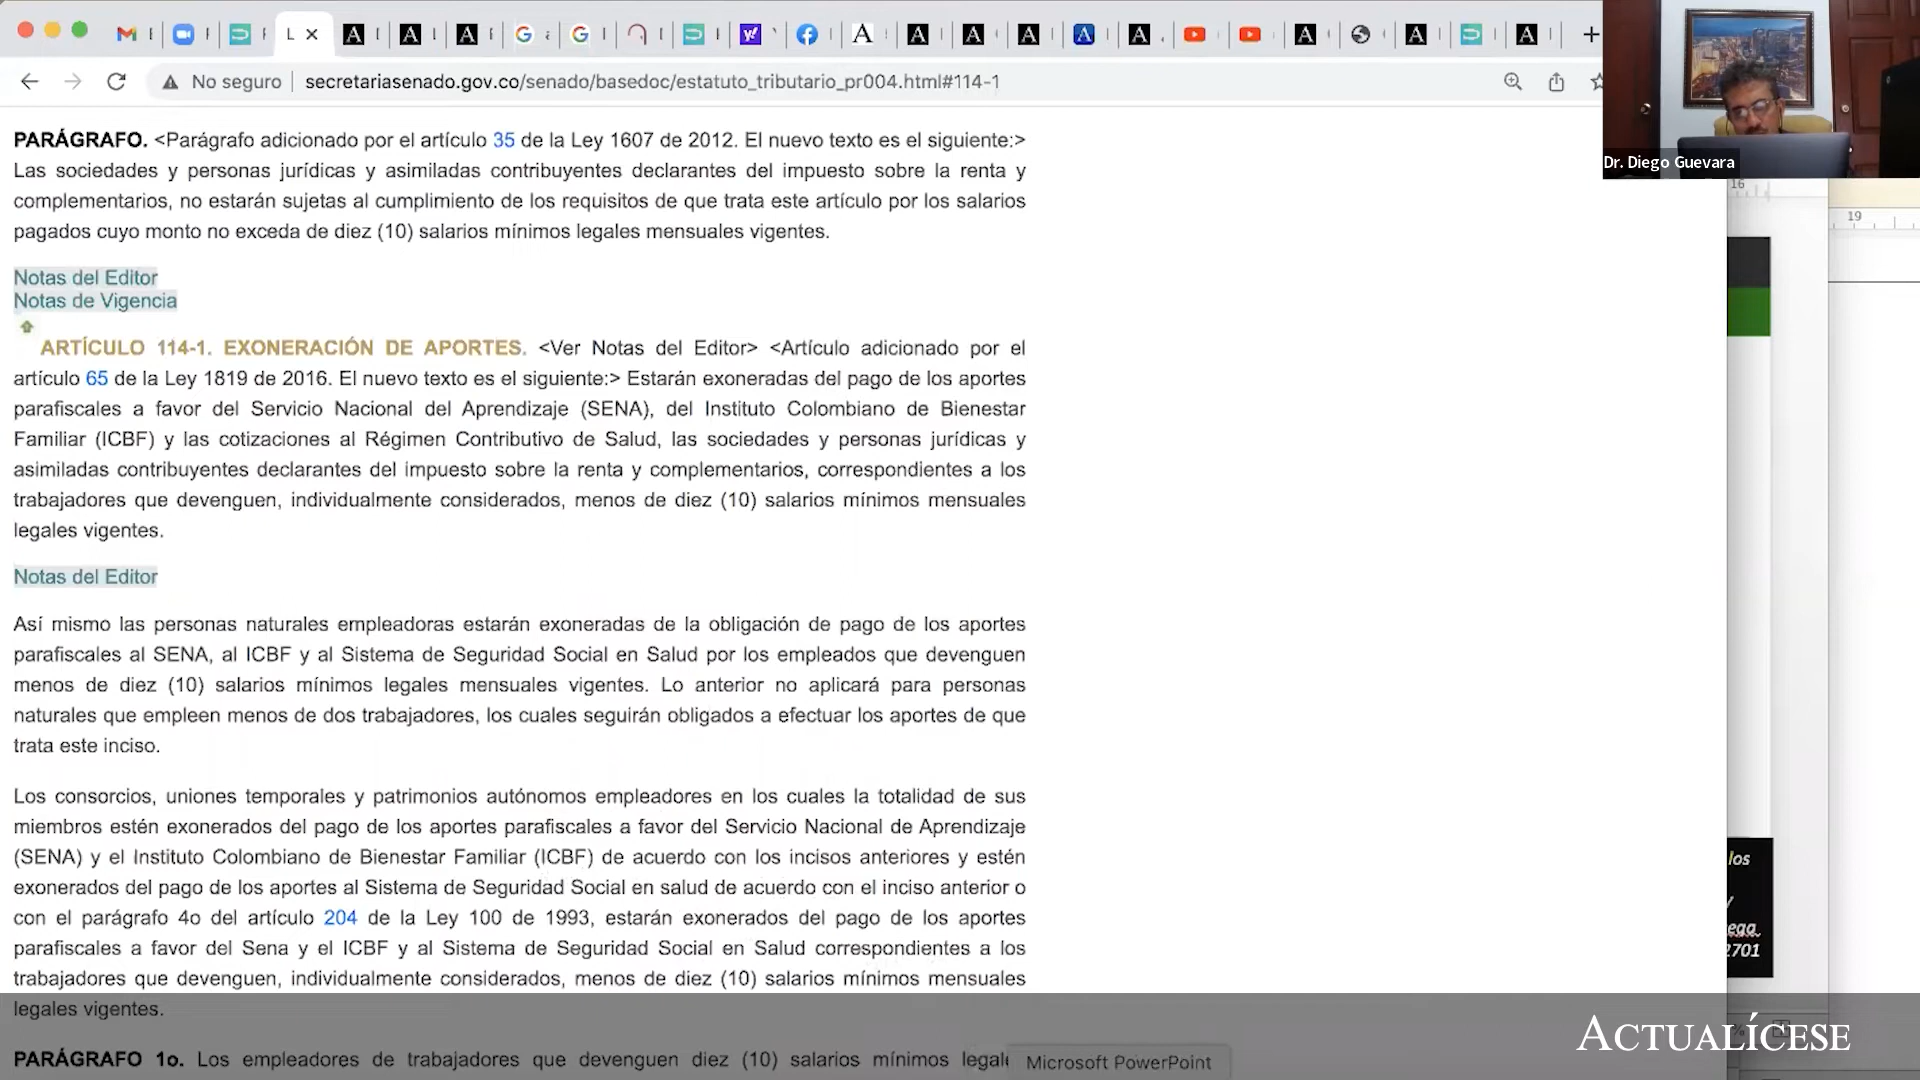 L
No seguro
secretariasenado.gov.co/senado/basedoc/estatuto_tributario_pr004.html#114-1
Dr. Diego Guevara
16
19
PARÁGRAFO. <Parágrafo adicionado por el artículo 35 de la Ley 1607 de 2012. El nuevo texto es el siguiente:>
Las sociedades y personas jurídicas y asimiladas contribuyentes declarantes del impuesto sobre la renta y
complementarios, no estarán sujetas al cumplimiento de los requisitos de que trata este artículo por los salarios
pagados cuyo monto no exceda de diez (10) salarios mínimos legales mensuales vigentes.
Notas del Editor
Notas de Vigencia
ARTÍCULO 114-1. EXONERACIÓN DE APORTES. <Ver Notas del Editor> <Artículo adicionado por el
artículo 65 de la Ley 1819 de 2016. El nuevo texto es el siguiente:> Estarán exoneradas del pago de los aportes
parafiscales a favor del Servicio Nacional del Aprendizaje (SENA), del Instituto Colombiano de Bienestar
Familiar (ICBF) y las cotizaciones al Régimen Contributivo de Salud, las sociedades y personas jurídicas y
asimiladas contribuyentes declarantes del impuesto sobre la renta y complementarios, correspondientes a los
trabajadores que devenguen, individualmente considerados, menos de diez (10) salarios mínimos mensuales
legales vigentes.
Notas del Editor
Así mismo las personas naturales empleadoras estarán exoneradas de la obligación de pago de los aportes
parafiscales al SENA, al ICBF y al Sistema de Seguridad Social en Salud por los empleados que devenguen
menos de diez (10) salarios mínimos legales mensuales vigentes. Lo anterior no aplicará para personas
naturales que empleen menos de dos trabajadores, los cuales seguirán obligados a efectuar los aportes de que
trata este inciso.
Los consorcios, uniones temporales y patrimonios autónomos empleadores en los cuales la totalidad de sus
miembros estén exonerados del pago de los aportes parafiscales a favor del Servicio Nacional de Aprendizaje
(SENA) y el Instituto Colombiano de Bienestar Familiar (ICBF) de acuerdo con los incisos anteriores y estén
exonerados del pago de los aportes al Sistema de Seguridad Social en salud de acuerdo con el inciso anterior o
con el parágrafo 4o del artículo 204 de la Ley 100 de 1993, estarán exonerados del pago de los aportes
parafiscales a favor del Sena y el ICBF y al Sistema de Seguridad Social en Salud correspondientes a los
trabajadores que devenguen, individualmente considerados, menos de diez (10) salarios mínimos mensuales
legales vigentes.
PARÁGRAFO 1o. Los empleadores de trabajadores que devenguen diez (10) salarios mínimos legale
Microsoft PowerPoint
los
ega
2701
ACTUALÍCESE